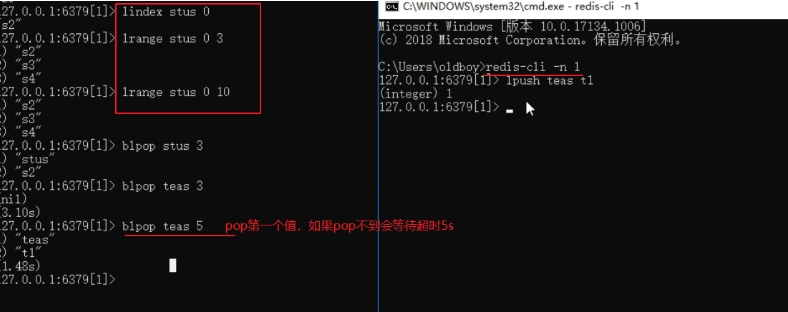 s2"
127.0.0.1:6379[1]> lindex stus 0
127.0.0.1:6379[1]> lrange stus 0 3
) "s2"
) "s3"
) "s4"
127.0.0.1:6379[1]> lrange stus 0 10
) "s2"
) "s3"
) "s4"
127.0.0.1:6379[1]> blpop stus 3
) "stus"
) "s2"
127.0.0.1:6379[1]> blpop teas 3
(nil)
(3.10s)
127.0.0.1:6379[1]> blpop teas 5 pop第一个值，如果pop不到会等待超时5s
) "teas"
) "t1"
(1.48s)
127.0.0.1:6379[1]>
C:\WINDOWS\system32\cmd.exe - redis-cli -n 1
Microsoft Windows [版本 10.0.17134.1006]
(c) 2018 Microsoft Corporation。保留所有权利。
C:\Users\oldboy>redis-cli -n 1
127.0.0.1:6379[1]> lpush teas t1
(integer) 1
127.0.0.1:6379[1]>